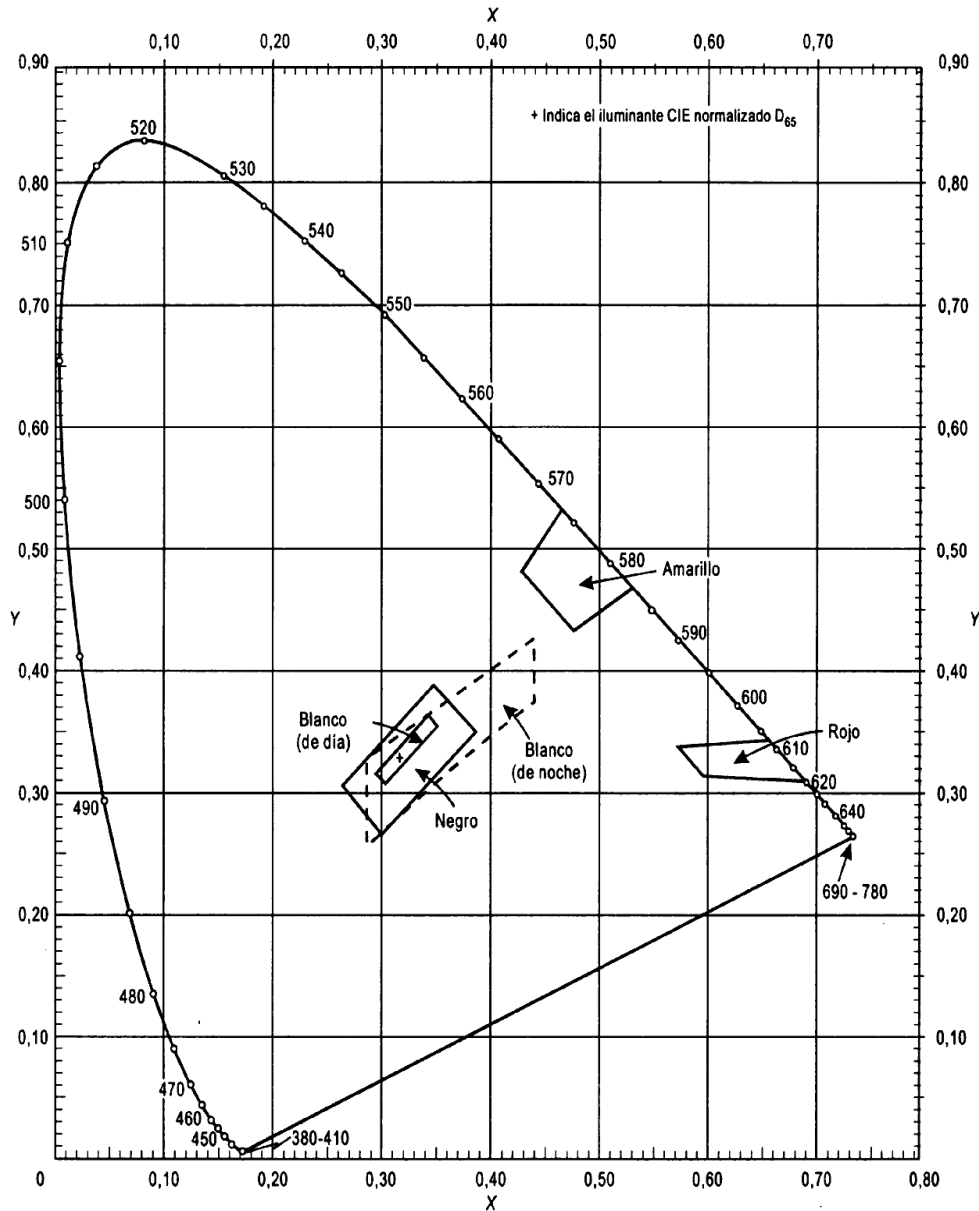 X
0,10 0,20 0,30 0,40 0,50 0,60 0,70
0,90 0,90
+ Indica el iluminante CIE normalizado D65
520
530
0,80 0,80
540
510
0,70 550 0,70
560
0,60 0,60
570
500
0,50 580 0,50
Amarillo
590
Y Y
0,40 0,40
600
Blanco
(de día)
Rojo
610
Blanco
(de noche)
620
0,30 0,30
490 Negro 640
690 - 780
0,20 0,20
480
0,10 0,10
470
460
450 380-410
0 0,10 0,20 0,30 0,40 0,50 0,60 0,70 0,80
X